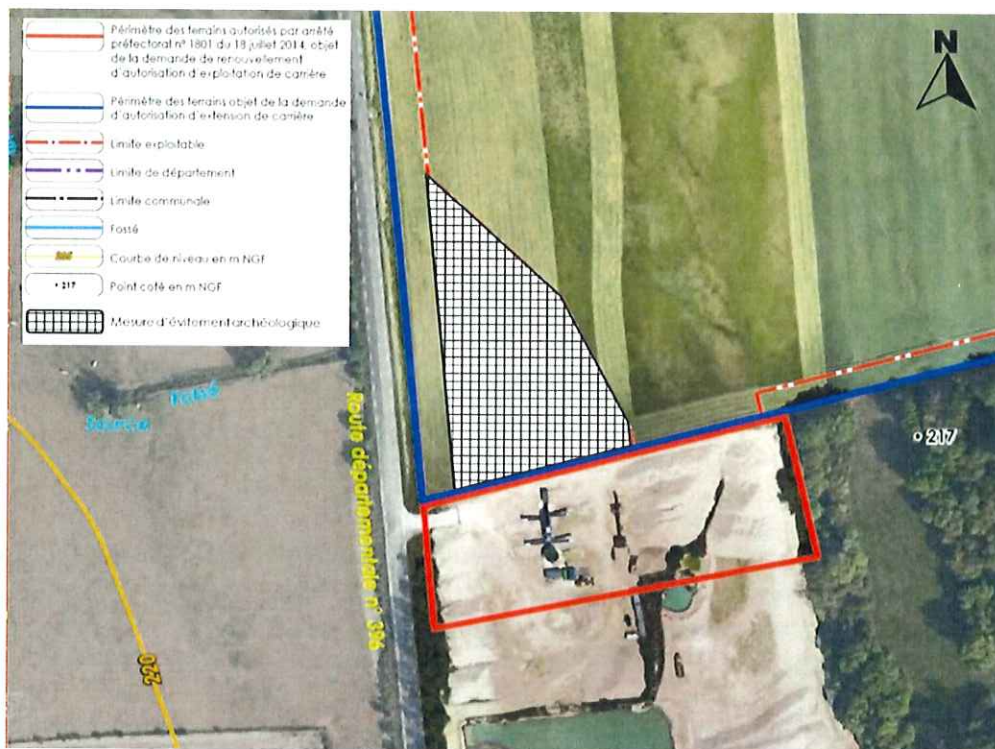 Périmètre des terrains autorisés par arrêté
préfectoral n° 1801 du 18 juillet 2014, objet
de la demande de renouvellement
d'autorisation d'exploitation de carrière
Périmètre des terrains objet de la demande
d'autorisation d'extension de carrière
Limite exploitable
Limite de département
Limite communale
Fossé
Courbe de niveau en m NGF
• 217
Point coté en m NGF
Mesure d'évitement archéologique
N
Fossé
Source
Route départementale n° 396
• 217
220